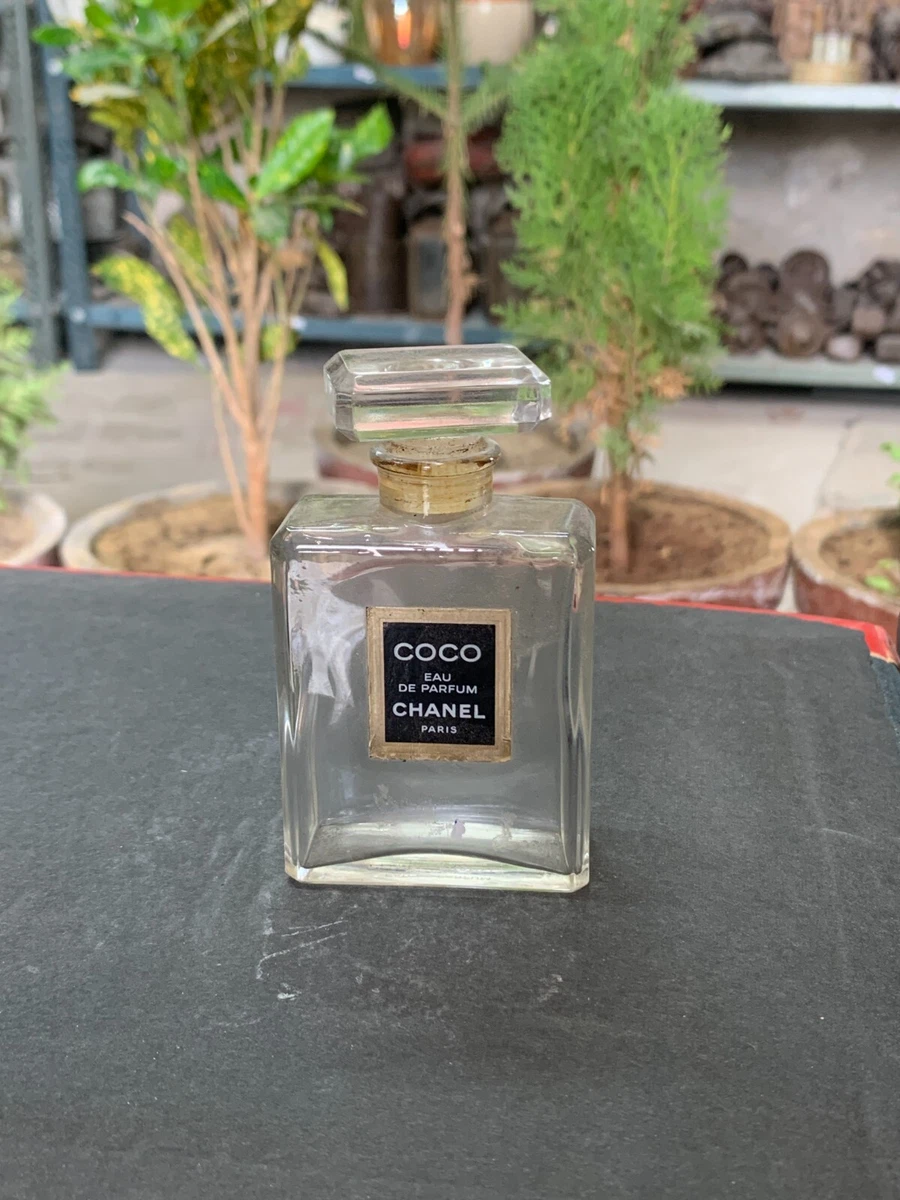 COCO
EAU
DE PARFUM
CHANEL
PARIS